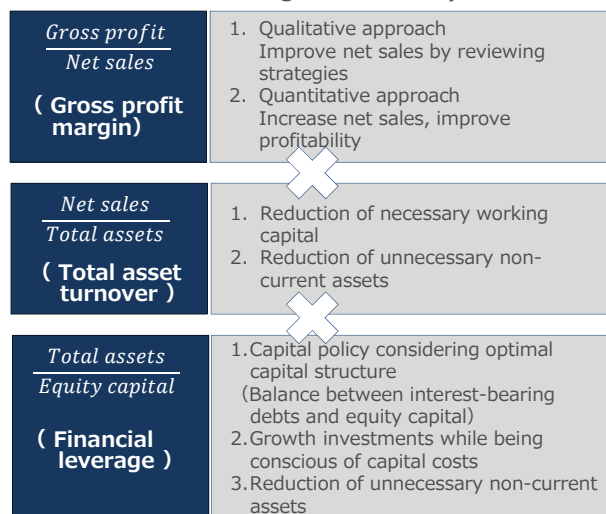 Gross profit
Net sales
( Gross profit
margin)
1. Qualitative approach
Improve net sales by reviewing
strategies
2. Quantitative approach
Increase net sales, improve
profitability
Net sales
Total assets
( Total asset
turnover )
1. Reduction of necessary working
capital
2. Reduction of unnecessary non-
current assets
Total assets
Equity capital
( Financial
leverage )
1.Capital policy considering optimal
capital structure
(Balance between interest-bearing
debts and equity capital)
2.Growth investments while being
conscious of capital costs
3.Reduction of unnecessary non-current
assets